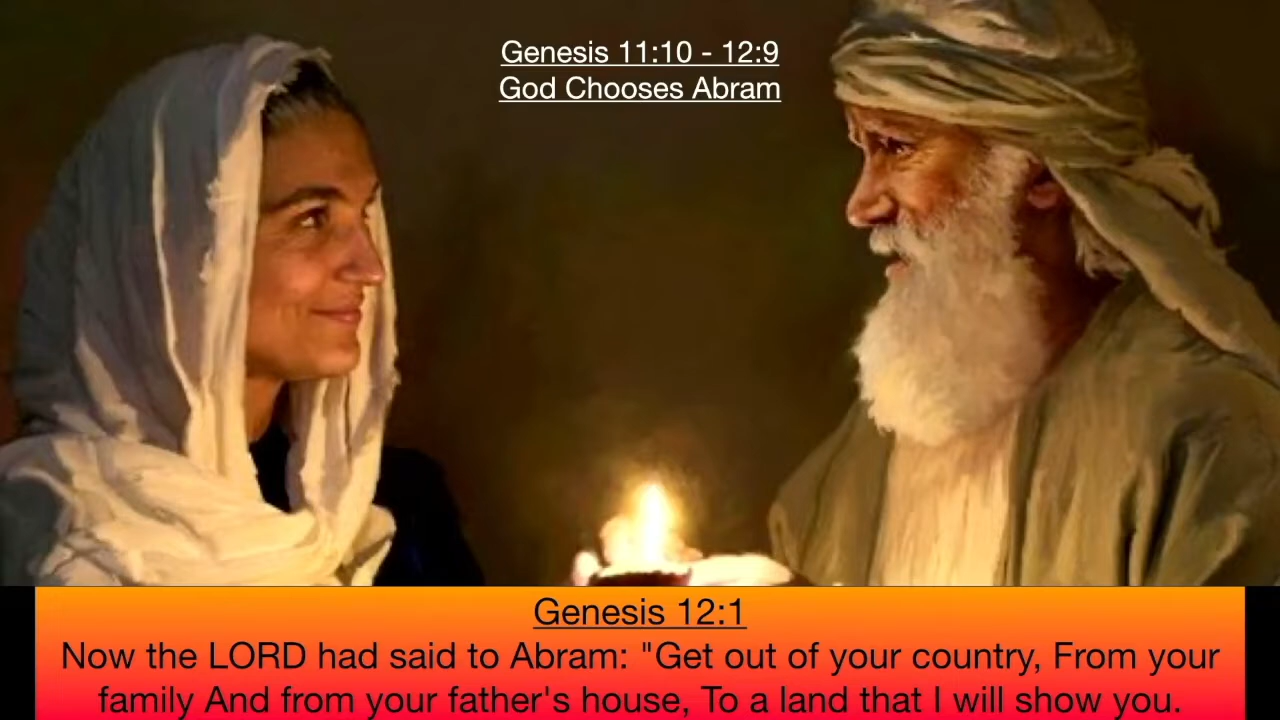 Genesis 11:10 - 12:9
God Chooses Abram
Genesis 12:1
Now the LORD had said to Abram: "Get out of your country, From your
family And from your father's house, To a land that I will show you.